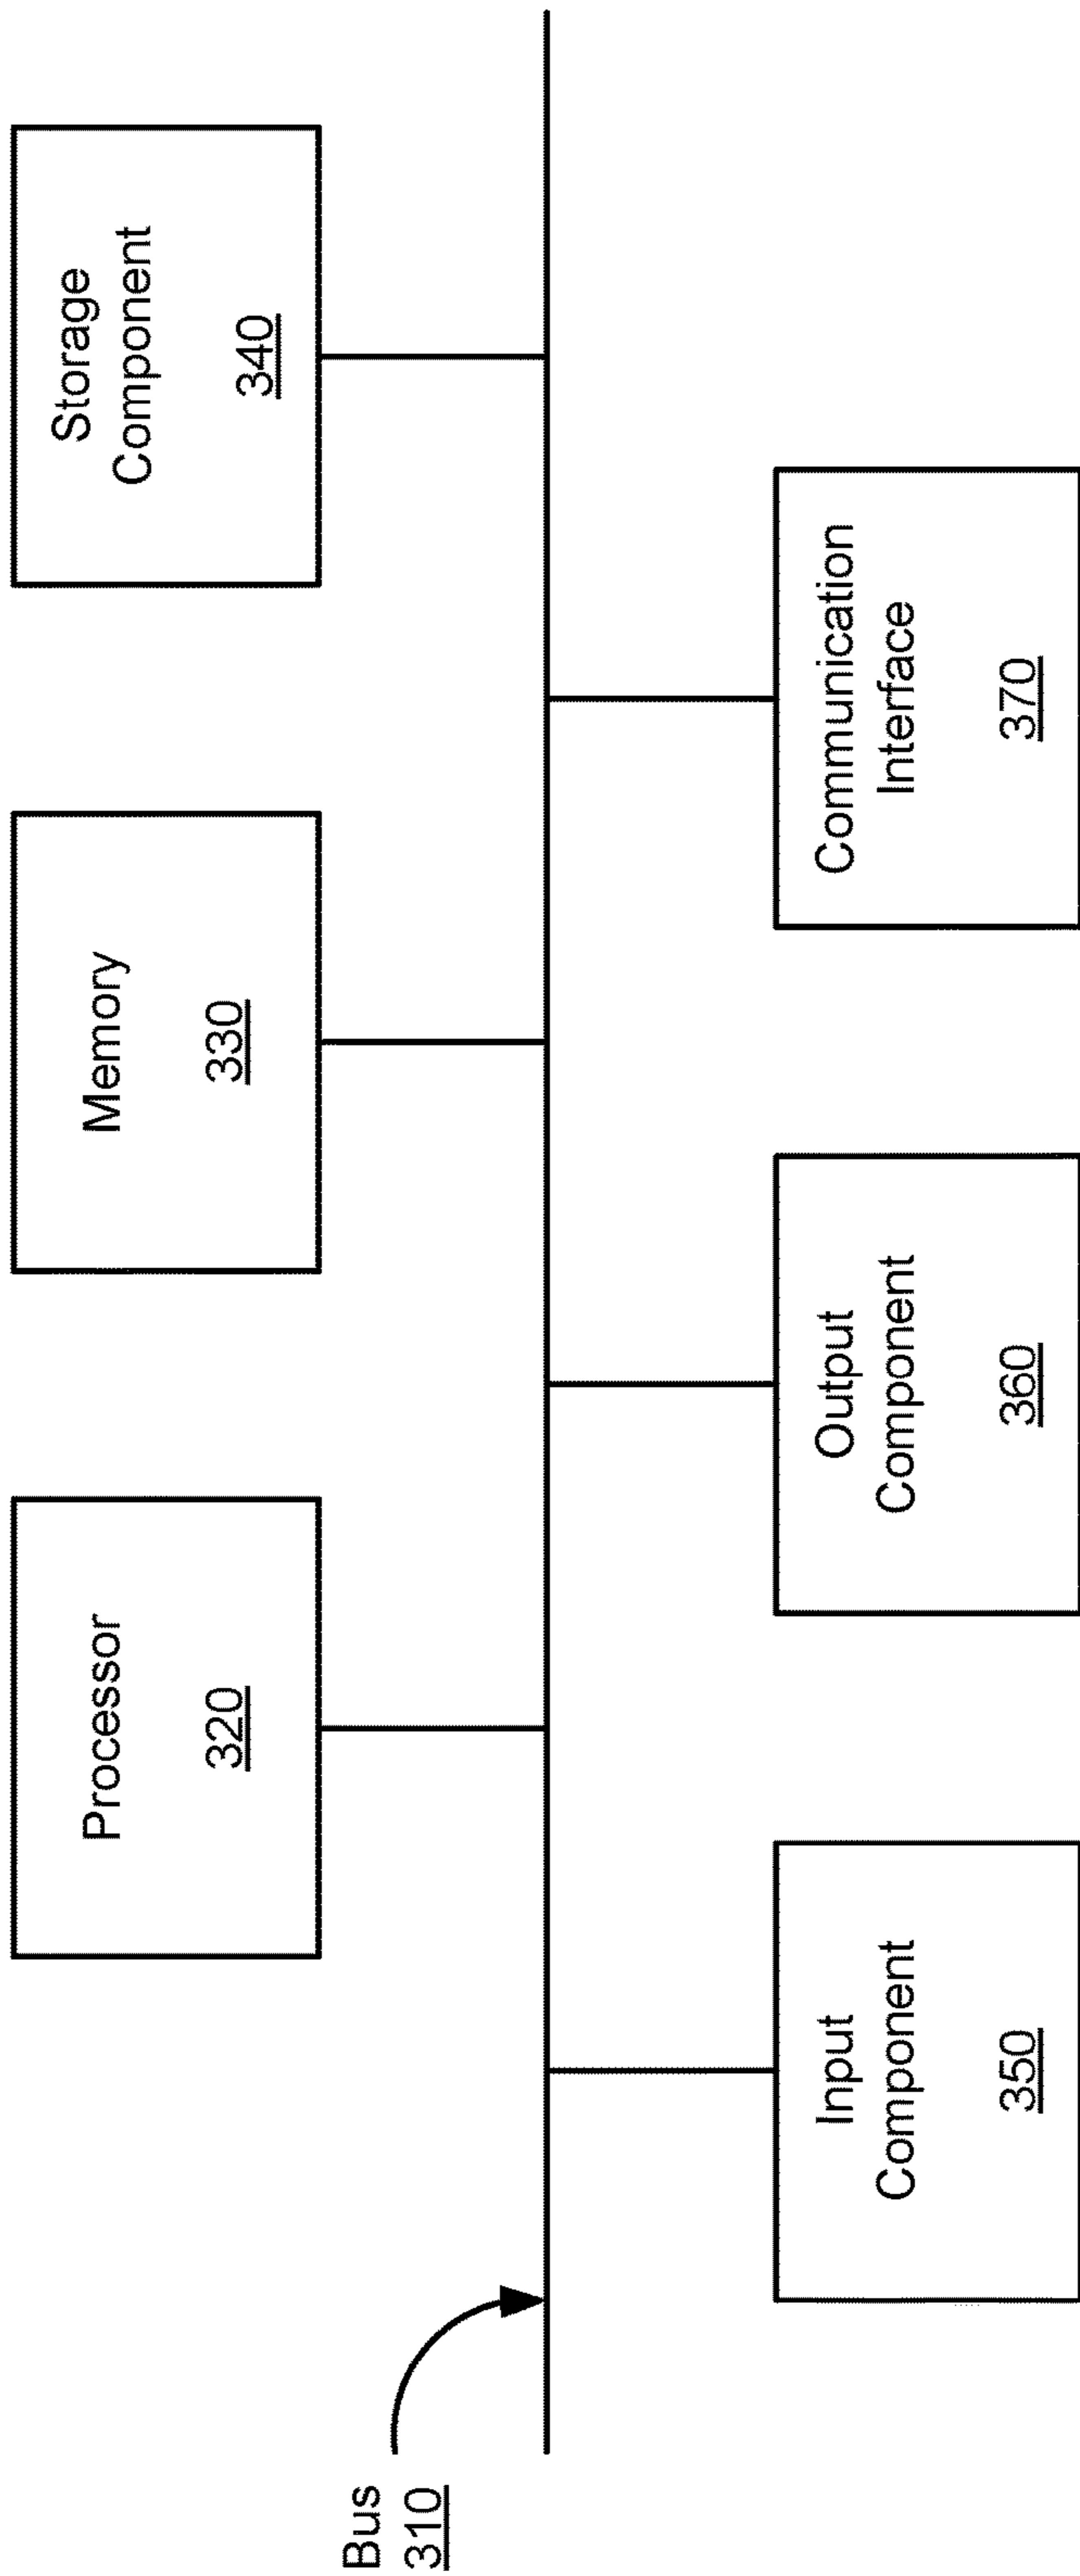 Processor
320
Memory
330
Storage
Component
340
Bus
310
Input
Component
350
Output
Component
360
Communication
Interface
370